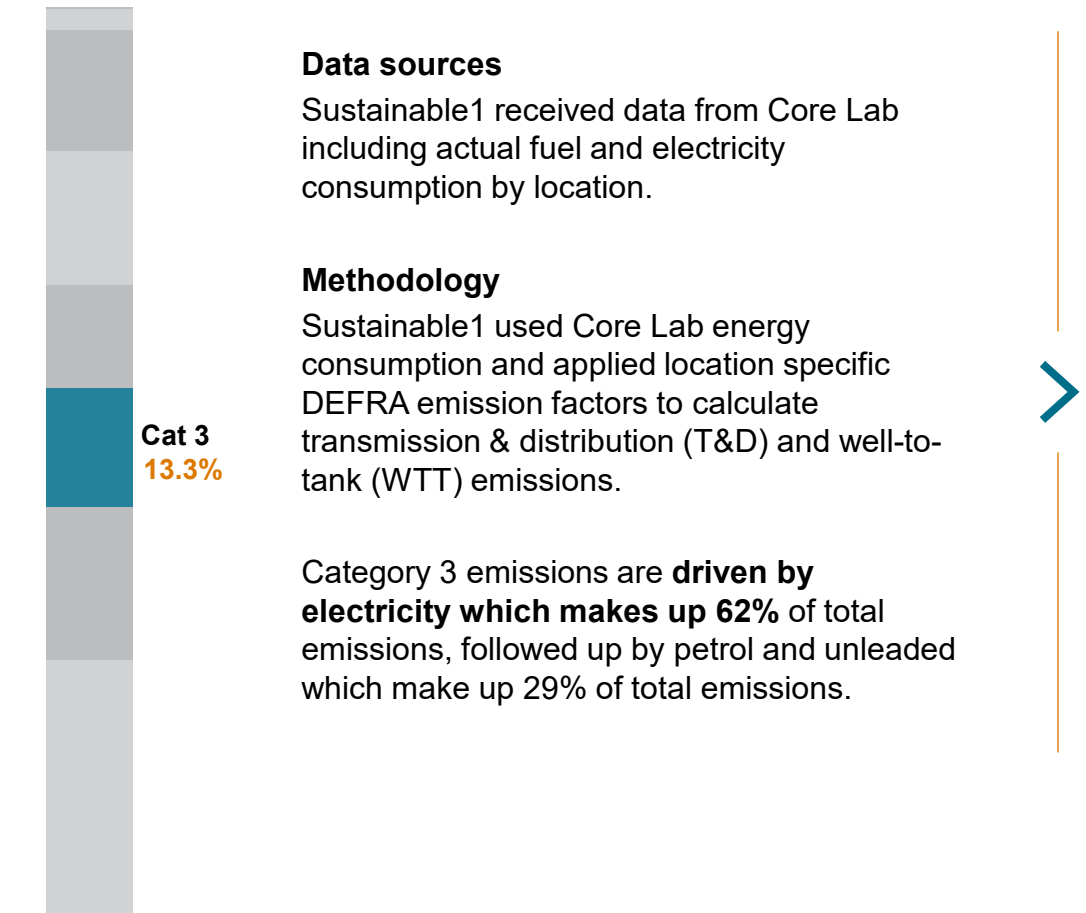 Data sources
Sustainable1 received data from Core Lab
including actual fuel and electricity
consumption by location.
Methodology
Sustainable1 used Core Lab energy
consumption and applied location specific
DEFRA emission factors to calculate
transmission & distribution (T&D) and well-to-
tank (WTT) emissions.
Cat 3
13.3%
Category 3 emissions are driven by
electricity which makes up 62% of total
emissions, followed up by petrol and unleaded
which make up 29% of total emissions.